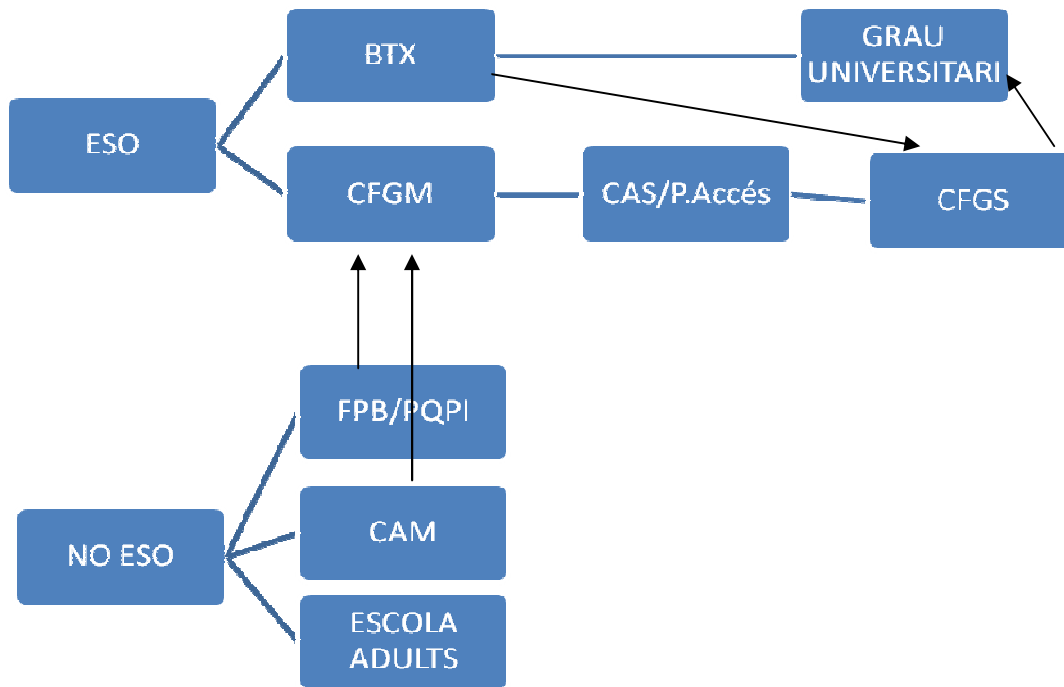 BTX
GRAU
UNIVERSITARI
ESO
CFGM
CAS/P.Accés
CFGS
FPB/PQPI
CAM
NO ESO
ESCOLA
ADULTS